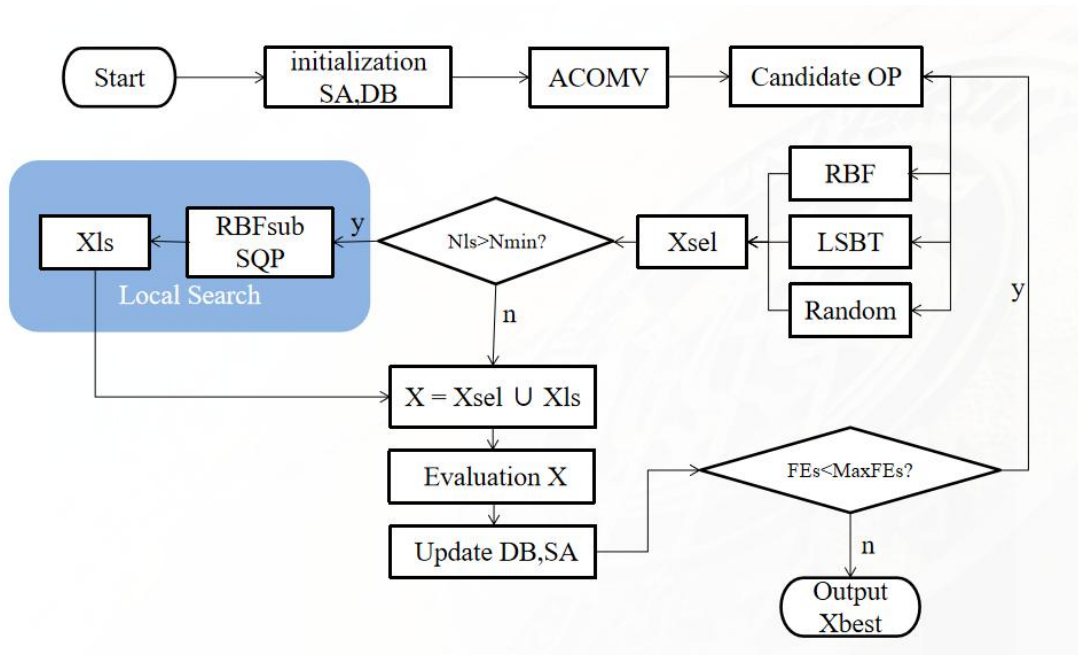 Start
initialization
SA,DB
ACOMV
Candidate OP
RBF
LSBT
Random
Xsel
Nls>Nmin?
y
RBFsub
SQP
Xls
Local Search
n
X = Xsel ∪ Xls
Evaluation X
Update DB,SA
FEs<MaxFEs?
y
n
Output
Xbest